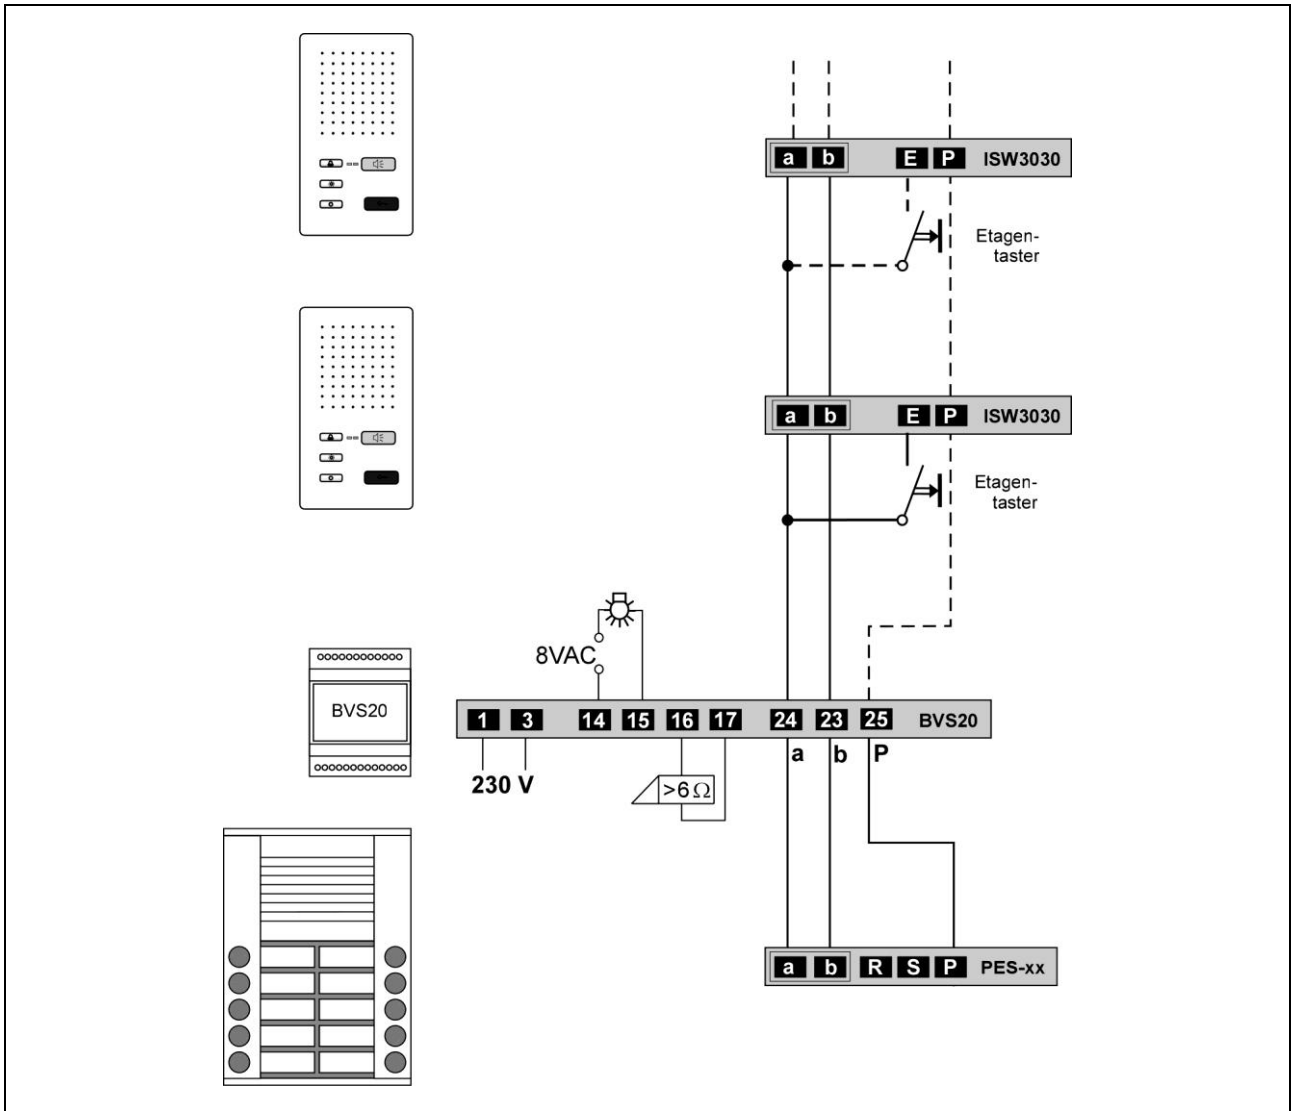 a b E P ISW3030
Etagen-
taster
a b E P ISW3030
Etagen-
taster
8VAC
BVS20
1 3 14 15 16 17 24 23 25 BVS20
a b P
230 V
>6Ω
a b R S P PES-xx